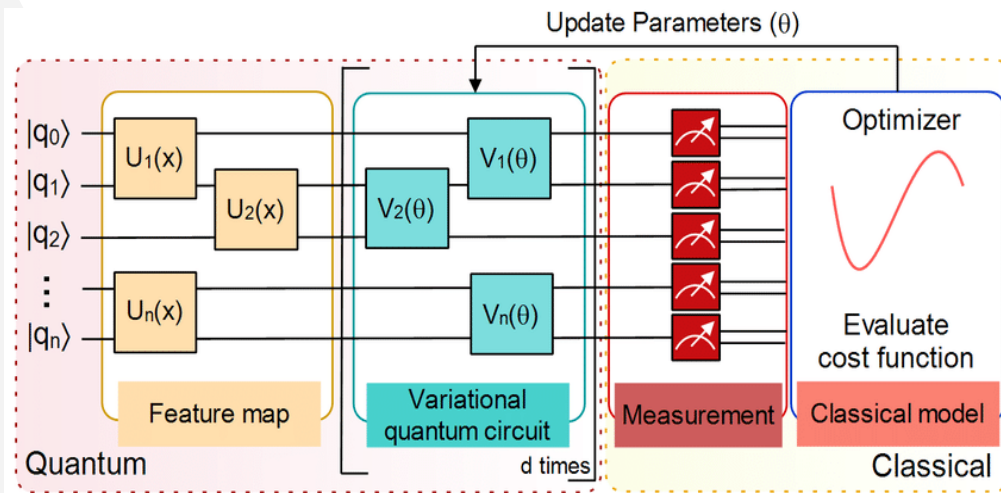 Update Parameters (θ)
|q₀⟩
|q₁⟩
|q₂⟩
⋮
|qₙ⟩
U₁(x)
U₂(x)
Uₙ(x)
Feature map
V₁(θ)
V₂(θ)
Vₙ(θ)
Variational
quantum circuit
d times
Measurement
Optimizer
Evaluate
cost function
Classical model
Quantum
Classical